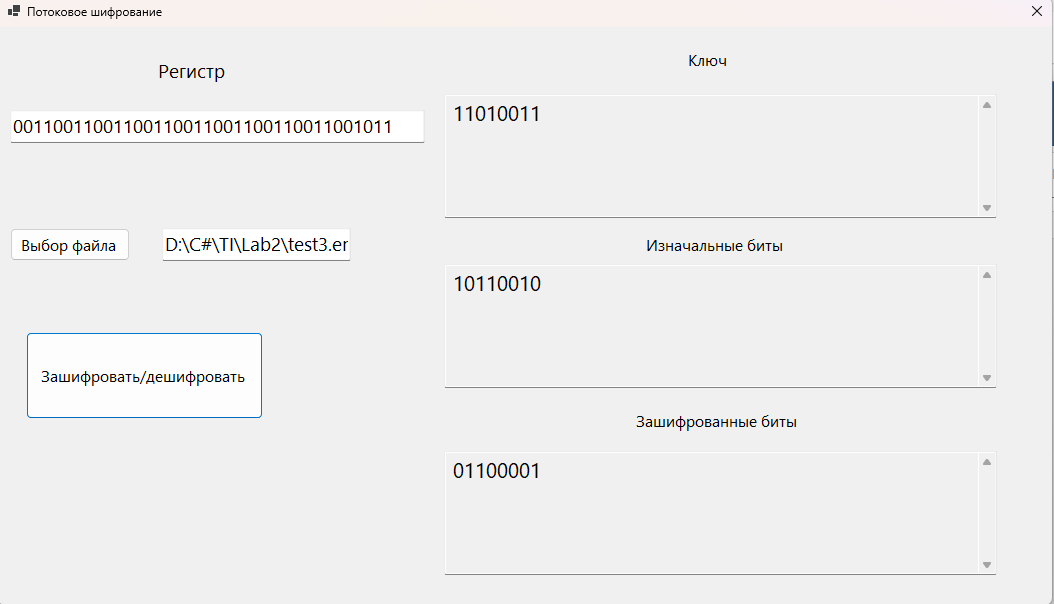 Потоковое шифрование
Регистр
00110011001100110011001100110011001011
Выбор файла
D:\C#\TI\Lab2\test3.er
Зашифровать/дешифровать
Ключ
11010011
Изначальные биты
10110010
Зашифрованные биты
01100001